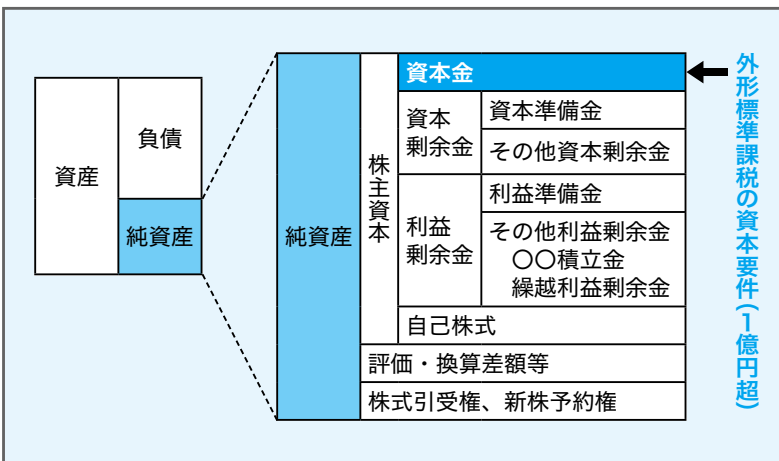 資産
負債
純資産
純資産
株主資本
資本金
資本
剰余金
資本準備金
その他資本剰余金
利益
剰余金
利益準備金
その他利益剰余金
〇〇積立金
繰越利益剰余金
自己株式
評価・換算差額等
株式引受権、新株予約権
外形標準課税の資本要件(1億円超)